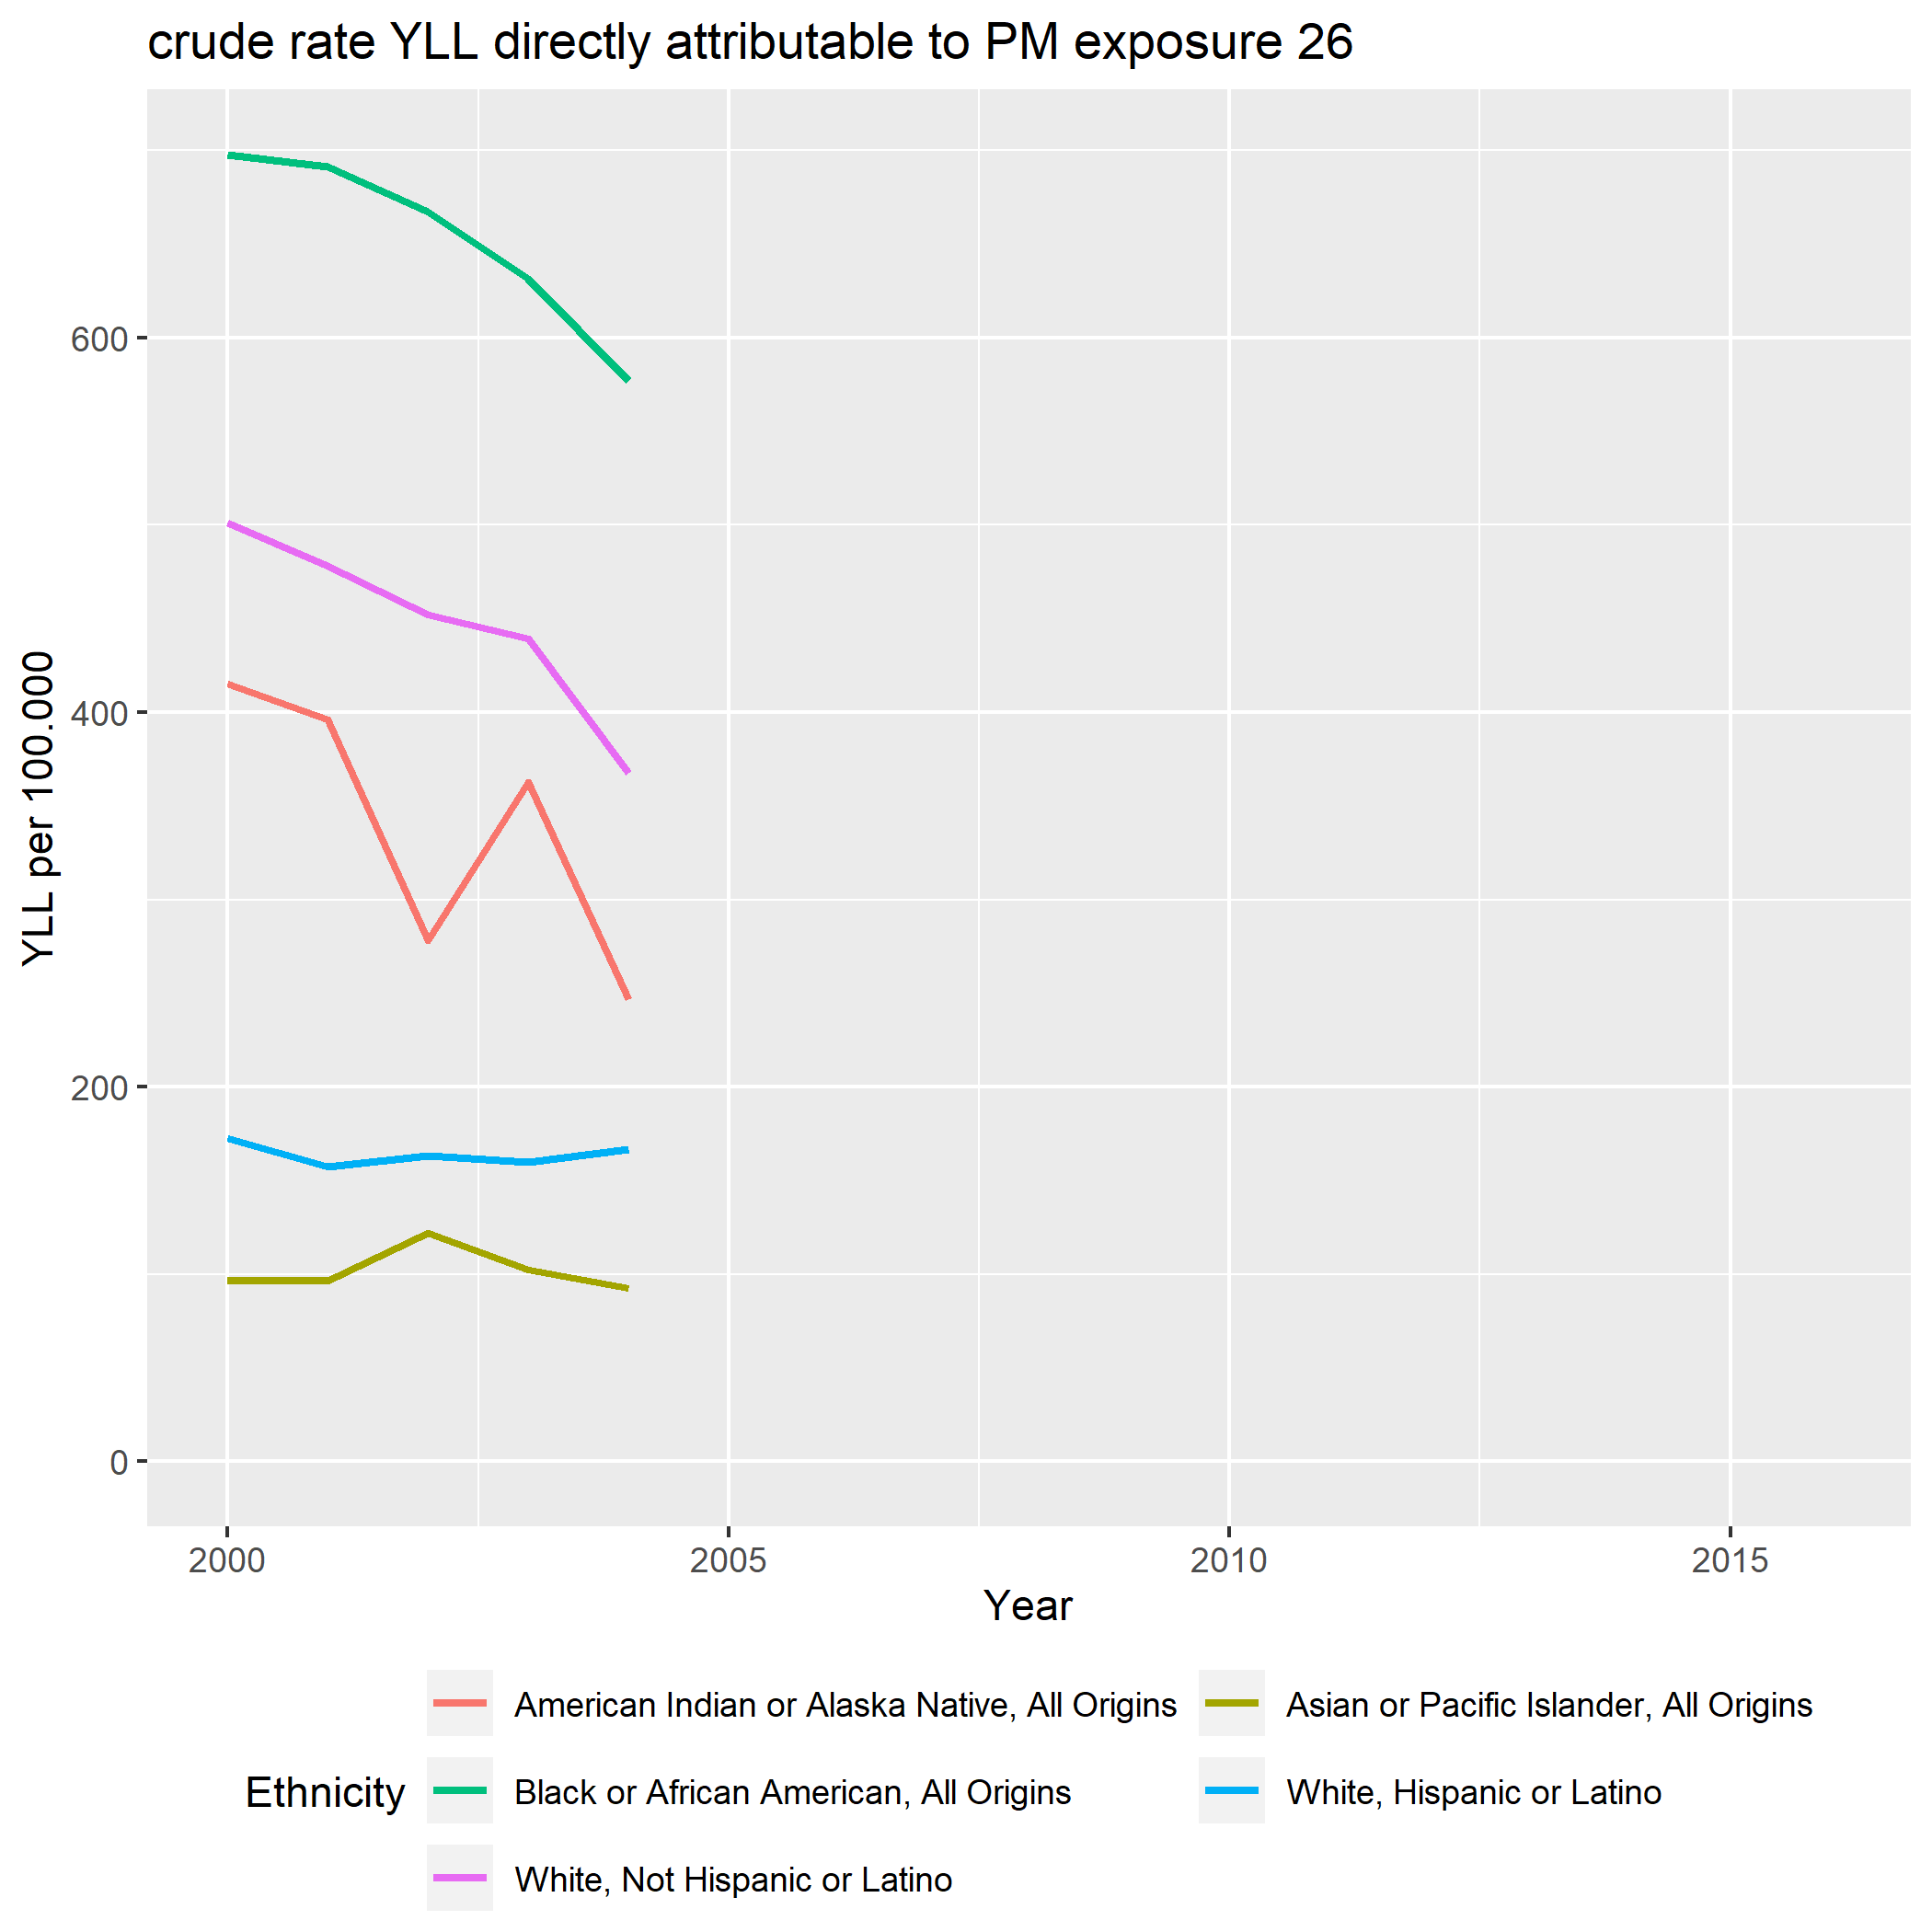 crude rate YLL directly attributable to PM exposure 26
YLL per 100.000
600
400
200
0
2000 2005 2010 2015
Year
Ethnicity
American Indian or Alaska Native, All Origins
Asian or Pacific Islander, All Origins
Black or African American, All Origins
White, Hispanic or Latino
White, Not Hispanic or Latino